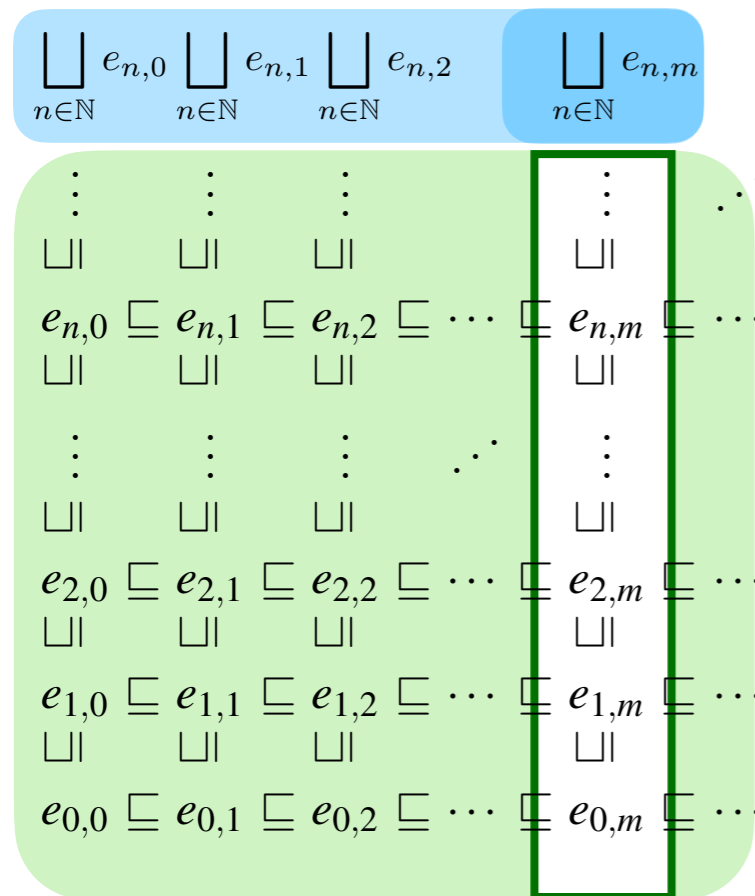 ⨆ e_{n,0} ⨆ e_{n,1} ⨆ e_{n,2} ⨆ e_{n,m}
n∈ℕ n∈ℕ n∈ℕ n∈ℕ
⋮ ⋮ ⋮ ⋮ ⋰
⊔| ⊔| ⊔| ⊔|
e_{n,0} ⊑ e_{n,1} ⊑ e_{n,2} ⊑ ⋯ ⊑ e_{n,m} ⊑ ⋯
⊔| ⊔| ⊔| ⊔|
⋮ ⋮ ⋮ ⋰ ⋮
⊔| ⊔| ⊔| ⊔|
e_{2,0} ⊑ e_{2,1} ⊑ e_{2,2} ⊑ ⋯ ⊑ e_{2,m} ⊑ ⋯
⊔| ⊔| ⊔| ⊔|
e_{1,0} ⊑ e_{1,1} ⊑ e_{1,2} ⊑ ⋯ ⊑ e_{1,m} ⊑ ⋯
⊔| ⊔| ⊔| ⊔|
e_{0,0} ⊑ e_{0,1} ⊑ e_{0,2} ⊑ ⋯ ⊑ e_{0,m} ⊑ ⋯